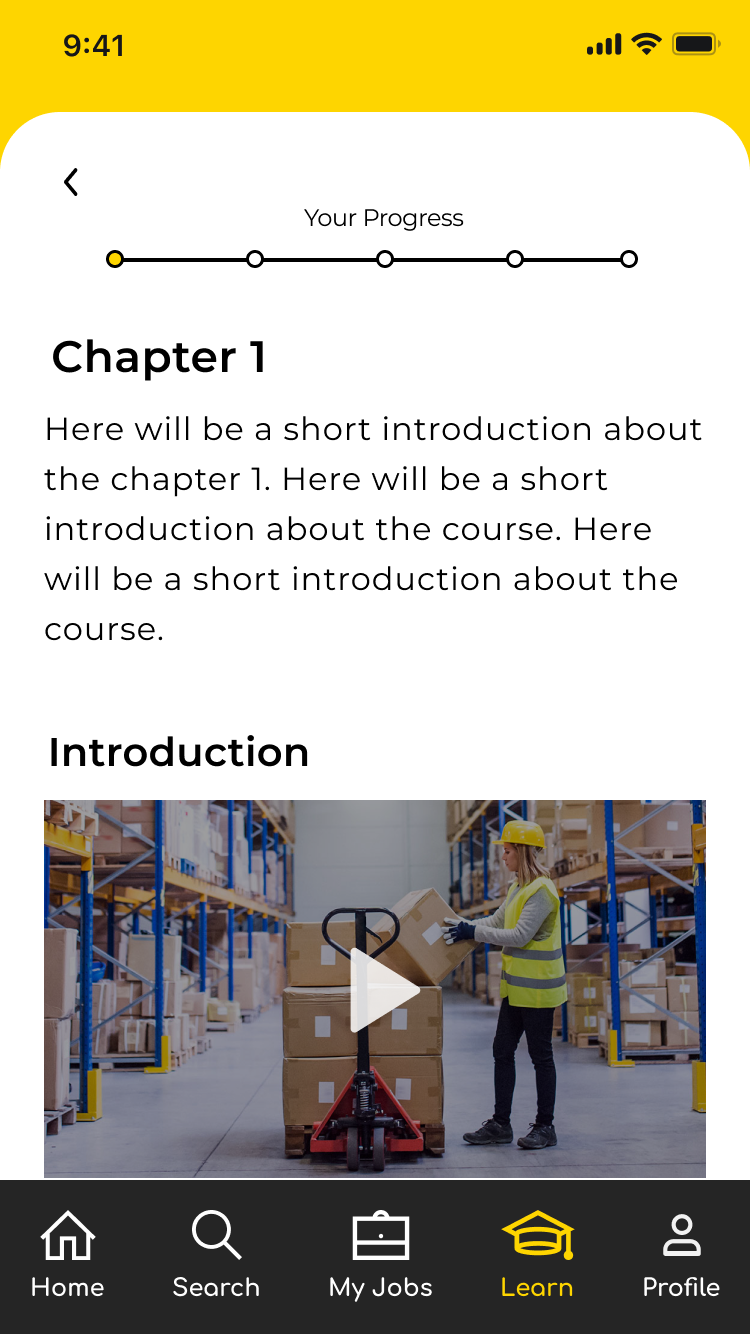 9:41
Your Progress
Chapter 1
Here will be a short introduction about
the chapter 1. Here will be a short
introduction about the course. Here
will be a short introduction about the
course.
Introduction
Home
Search
My Jobs
Learn
Profile